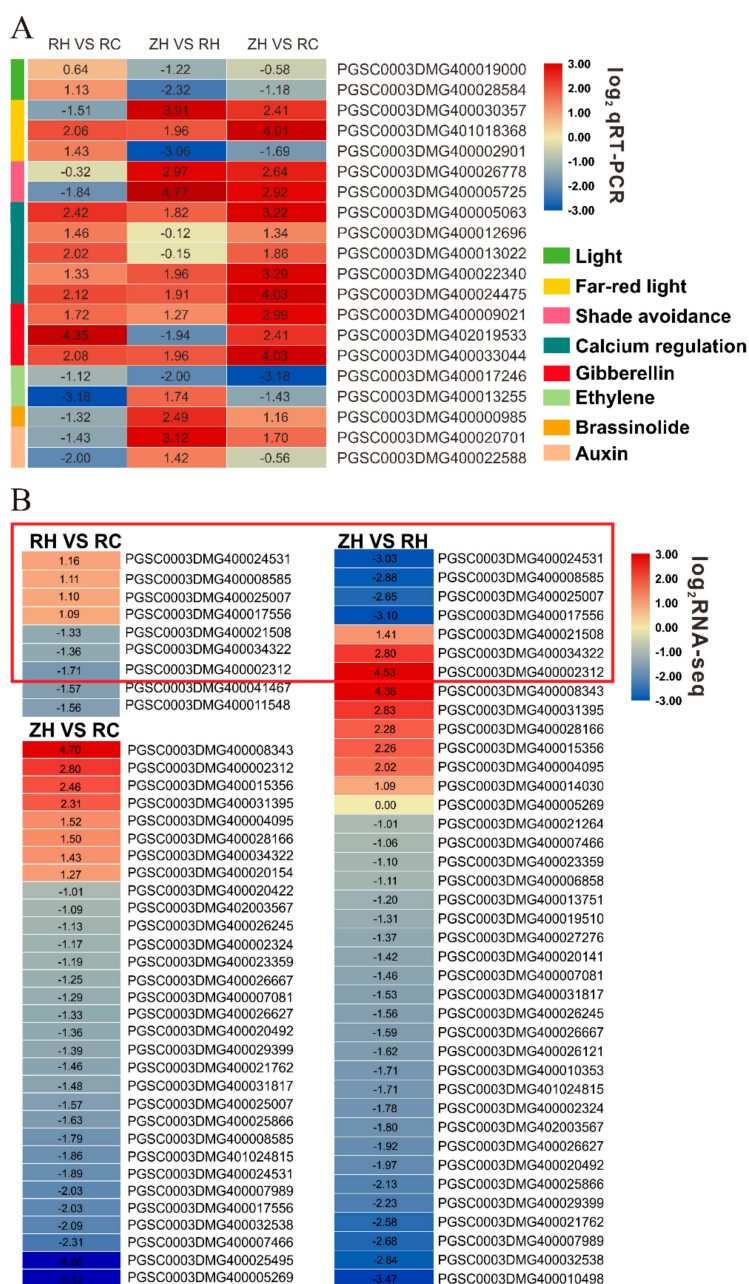 A
RH VS RC ZH VS RH ZH VS RC
0.64 -1.22 -0.58 PGSC0003DMG400019000
1.13 -2.32 -1.18 PGSC0003DMG400028584
-1.51 3.91 2.41 PGSC0003DMG400030357
2.06 1.96 4.01 PGSC0003DMG401018368
1.43 -3.06 -1.69 PGSC0003DMG400002901
-0.32 2.97 2.64 PGSC0003DMG400026778
-1.84 4.77 2.92 PGSC0003DMG400005725
2.42 1.82 3.22 PGSC0003DMG400005063
1.46 -0.12 1.34 PGSC0003DMG400012696
2.02 -0.15 1.86 PGSC0003DMG400013022
1.33 1.96 3.29 PGSC0003DMG400022340
2.12 1.91 4.03 PGSC0003DMG400024475
1.72 1.27 2.99 PGSC0003DMG400009021
4.35 -1.94 2.41 PGSC0003DMG402019533
2.08 1.96 4.03 PGSC0003DMG400033044
-1.12 -2.00 -3.18 PGSC0003DMG400017246
-3.18 1.74 -1.43 PGSC0003DMG400013255
-1.32 2.49 1.16 PGSC0003DMG400000985
-1.43 3.12 1.70 PGSC0003DMG400020701
-2.00 1.42 -0.56 PGSC0003DMG400022588
3.00
2.00
1.00
0.00
-1.00
-2.00
-3.00
log2 qRT-PCR
Light
Far-red light
Shade avoidance
Calcium regulation
Gibberellin
Ethylene
Brassinolide
Auxin
B
RH VS RC
1.16 PGSC0003DMG400024531
1.11 PGSC0003DMG400008585
1.10 PGSC0003DMG400025007
1.09 PGSC0003DMG400017556
-1.33 PGSC0003DMG400021508
-1.36 PGSC0003DMG400034322
-1.71 PGSC0003DMG400002312
-1.57 PGSC0003DMG400041467
-1.56 PGSC0003DMG400011548
ZH VS RC
4.70 PGSC0003DMG400008343
2.80 PGSC0003DMG400002312
2.46 PGSC0003DMG400015356
2.31 PGSC0003DMG400031395
1.52 PGSC0003DMG400004095
1.50 PGSC0003DMG400028166
1.43 PGSC0003DMG400034322
1.27 PGSC0003DMG400020154
-1.01 PGSC0003DMG400020422
-1.09 PGSC0003DMG402003567
-1.13 PGSC0003DMG400026245
-1.17 PGSC0003DMG400002324
-1.19 PGSC0003DMG400023359
-1.25 PGSC0003DMG400026667
-1.29 PGSC0003DMG400007081
-1.33 PGSC0003DMG400026627
-1.36 PGSC0003DMG400020492
-1.39 PGSC0003DMG400029399
-1.46 PGSC0003DMG400021762
-1.48 PGSC0003DMG400031817
-1.57 PGSC0003DMG400025007
-1.63 PGSC0003DMG400025866
-1.79 PGSC0003DMG400008585
-1.86 PGSC0003DMG401024815
-1.89 PGSC0003DMG400024531
-2.03 PGSC0003DMG400007989
-2.03 PGSC0003DMG400017556
-2.09 PGSC0003DMG400032538
-2.31 PGSC0003DMG400007466
PGSC0003DMG400025495
PGSC0003DMG400005269
ZH VS RH
-3.03 PGSC0003DMG400024531
-2.88 PGSC0003DMG400008585
-2.65 PGSC0003DMG400025007
-3.10 PGSC0003DMG400017556
1.41 PGSC0003DMG400021508
2.80 PGSC0003DMG400034322
4.53 PGSC0003DMG400002312
4.36 PGSC0003DMG400008343
2.83 PGSC0003DMG400031395
2.28 PGSC0003DMG400028166
2.26 PGSC0003DMG400015356
2.02 PGSC0003DMG400004095
1.09 PGSC0003DMG400014030
0.00 PGSC0003DMG400005269
-1.01 PGSC0003DMG400021264
-1.06 PGSC0003DMG400007466
-1.10 PGSC0003DMG400023359
-1.11 PGSC0003DMG400006858
-1.20 PGSC0003DMG400013751
-1.31 PGSC0003DMG400019510
-1.37 PGSC0003DMG400027276
-1.42 PGSC0003DMG400020141
-1.46 PGSC0003DMG400007081
-1.53 PGSC0003DMG400031817
-1.56 PGSC0003DMG400026245
-1.59 PGSC0003DMG400026667
-1.62 PGSC0003DMG400026121
-1.71 PGSC0003DMG400010353
-1.71 PGSC0003DMG401024815
-1.78 PGSC0003DMG400002324
-1.80 PGSC0003DMG402003567
-1.92 PGSC0003DMG400026627
-1.97 PGSC0003DMG400020492
-2.13 PGSC0003DMG400025866
-2.23 PGSC0003DMG400029399
-2.58 PGSC0003DMG400021762
-2.68 PGSC0003DMG400007989
-2.84 PGSC0003DMG400032538
-3.47 PGSC0003DMG400010491
3.00
2.00
1.00
0.00
-1.00
-2.00
-3.00
log2RNA-seq